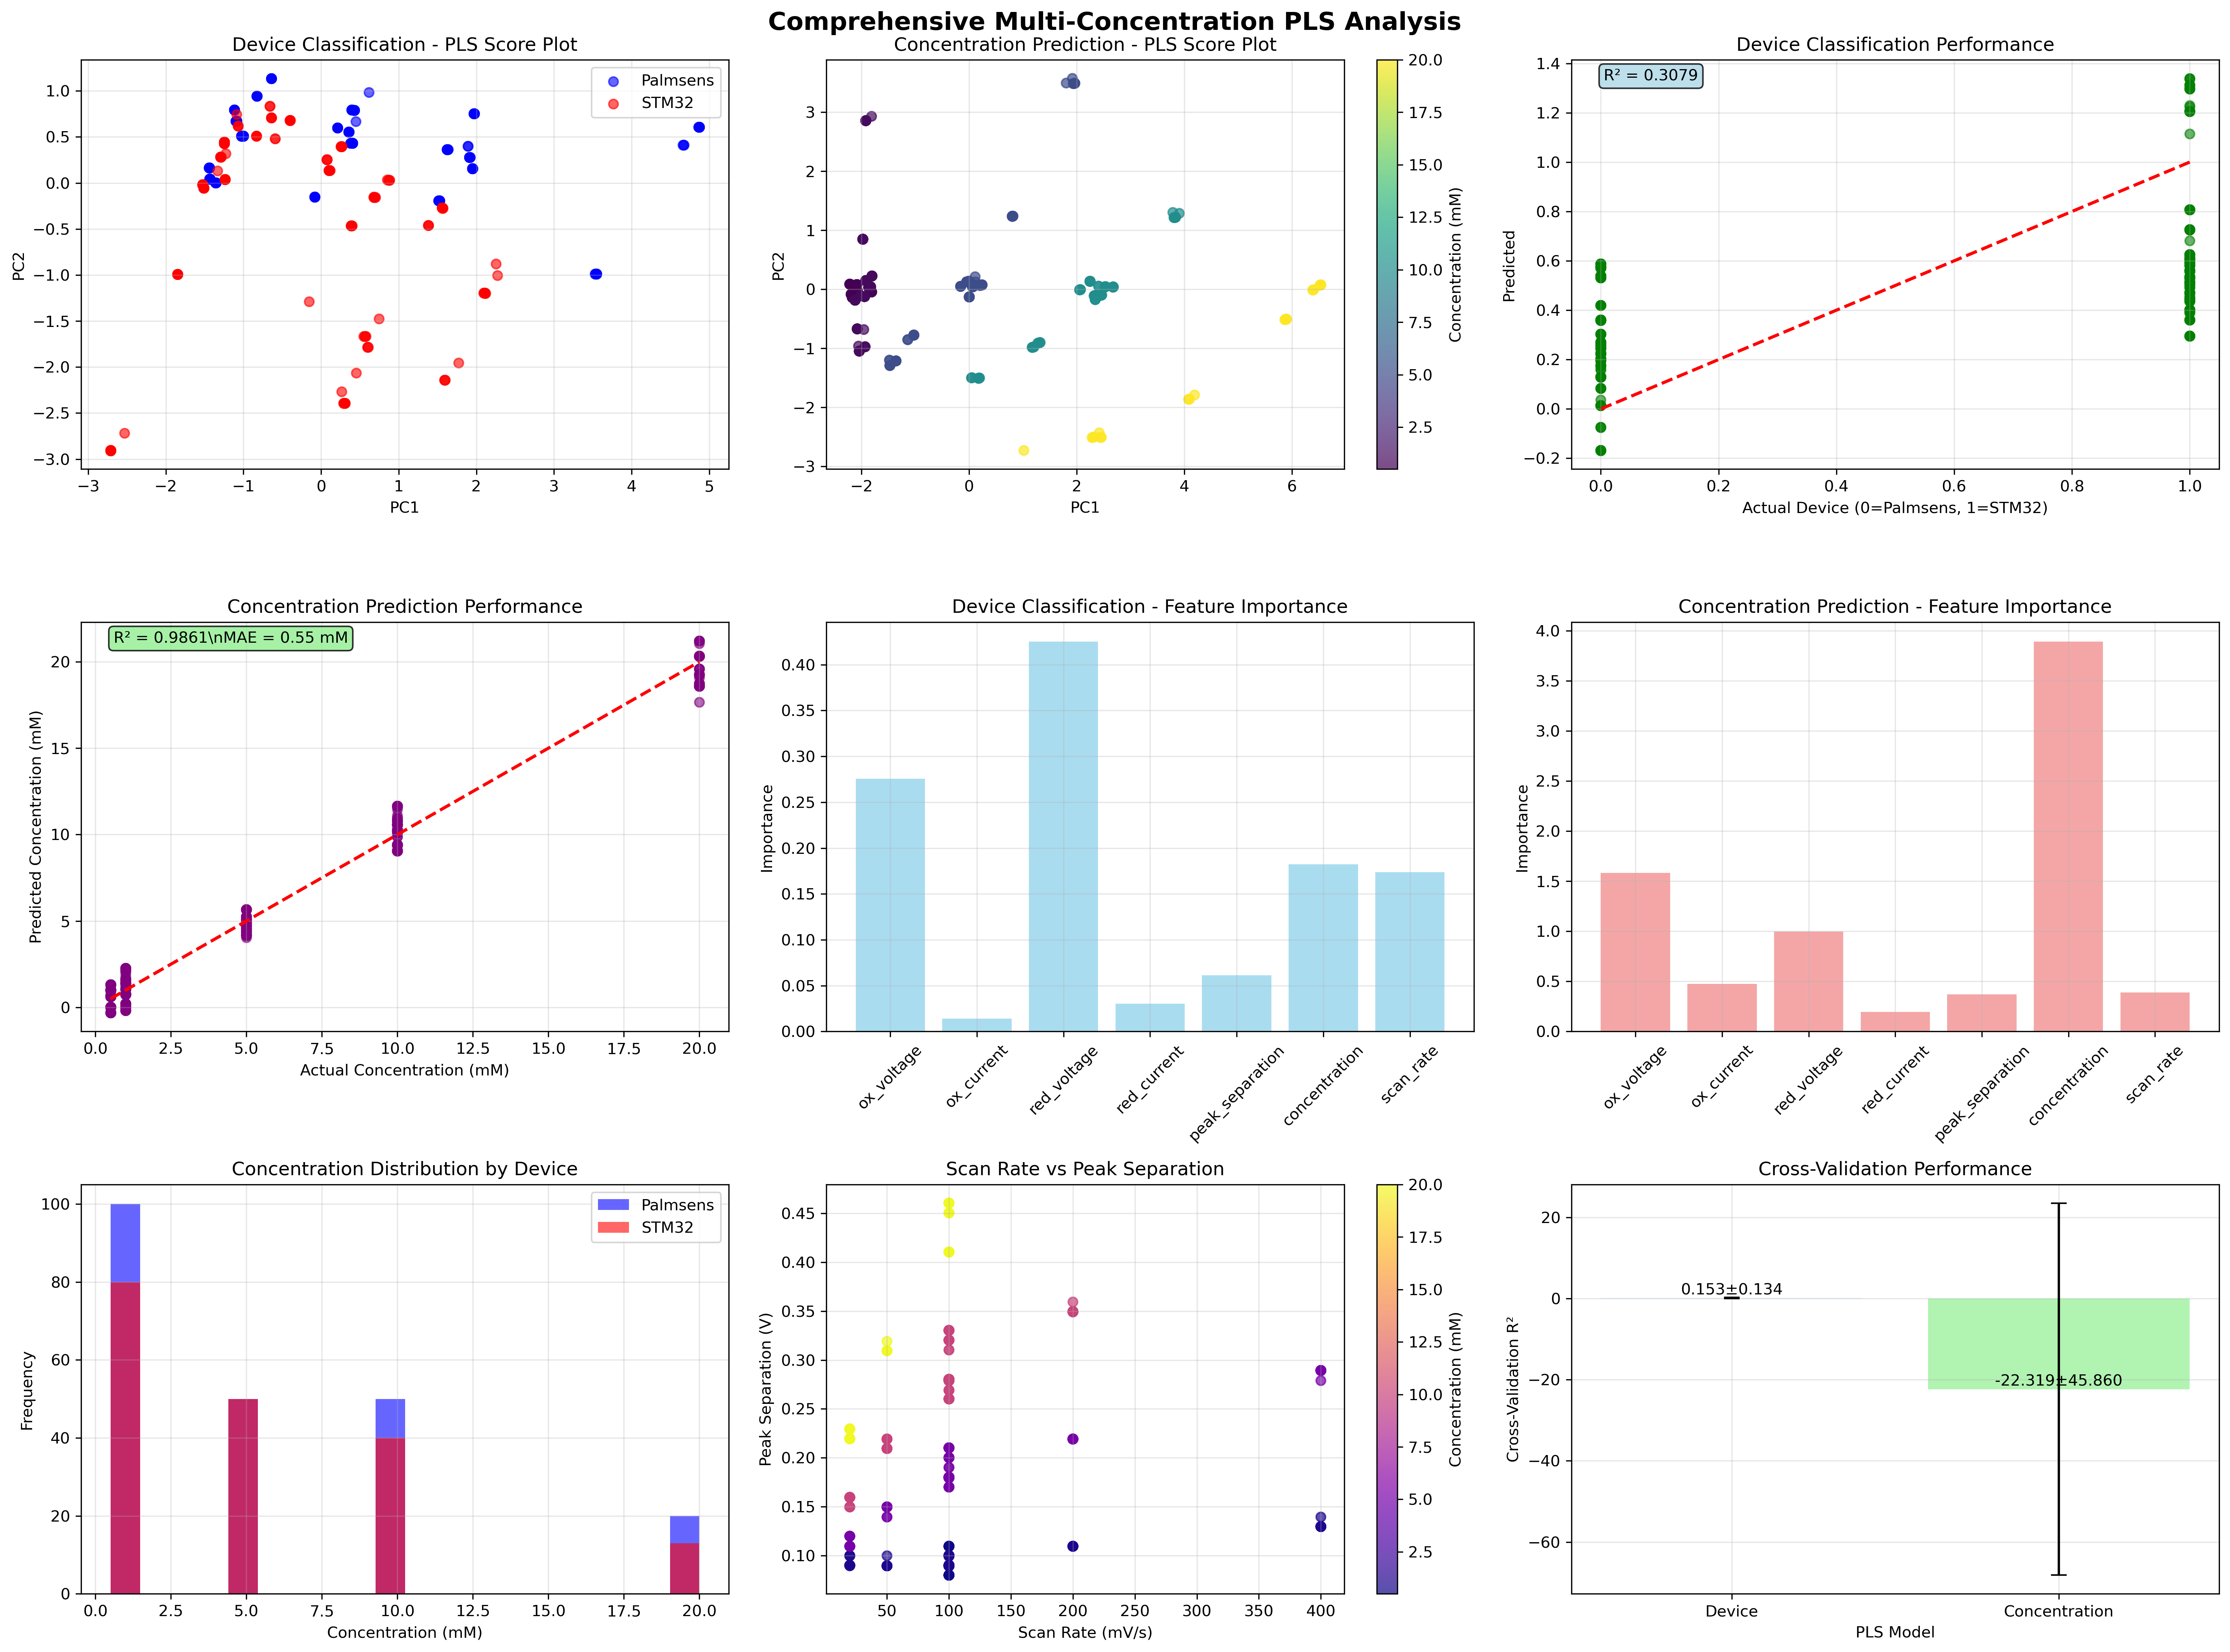 Comprehensive Multi-Concentration PLS Analysis
Device Classification - PLS Score Plot
Palmsens
STM32
1.0
0.5
0.0
−0.5
−1.0
−1.5
−2.0
−2.5
−3.0
PC2
−3
−2
−1
0
1
2
3
4
5
PC1
Concentration Prediction - PLS Score Plot
3
2
1
0
−1
−2
−3
PC2
−2
0
2
4
6
PC1
20.0
17.5
15.0
12.5
10.0
7.5
5.0
2.5
Concentration (mM)
Device Classification Performance
R² = 0.3079
1.4
1.2
1.0
0.8
0.6
0.4
0.2
0.0
−0.2
Predicted
0.0
0.2
0.4
0.6
0.8
1.0
Actual Device (0=Palmsens, 1=STM32)
Concentration Prediction Performance
R² = 0.9861\nMAE = 0.55 mM
20
15
10
5
0
Predicted Concentration (mM)
0.0
2.5
5.0
7.5
10.0
12.5
15.0
17.5
20.0
Actual Concentration (mM)
Device Classification - Feature Importance
0.40
0.35
0.30
0.25
0.20
0.15
0.10
0.05
0.00
Importance
ox_voltage
ox_current
red_voltage
red_current
peak_separation
concentration
scan_rate
Concentration Prediction - Feature Importance
4.0
3.5
3.0
2.5
2.0
1.5
1.0
0.5
0.0
Importance
ox_voltage
ox_current
red_voltage
red_current
peak_separation
concentration
scan_rate
Concentration Distribution by Device
Palmsens
STM32
100
80
60
40
20
0
Frequency
0.0
2.5
5.0
7.5
10.0
12.5
15.0
17.5
20.0
Concentration (mM)
Scan Rate vs Peak Separation
0.45
0.40
0.35
0.30
0.25
0.20
0.15
0.10
Peak Separation (V)
50
100
150
200
250
300
350
400
Scan Rate (mV/s)
20.0
17.5
15.0
12.5
10.0
7.5
5.0
2.5
Concentration (mM)
Cross-Validation Performance
20
0
−20
−40
−60
Cross-Validation R²
0.153±0.134
-22.319±45.860
Device
Concentration
PLS Model